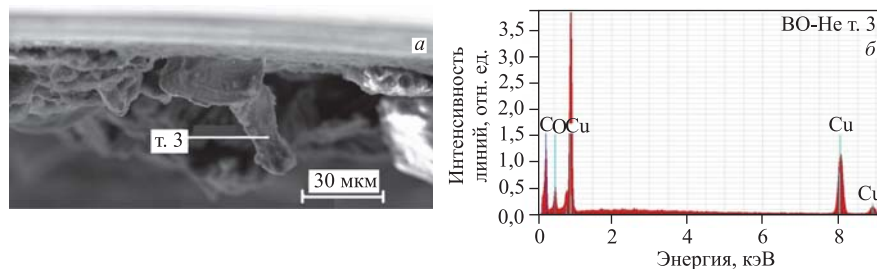 а
т. 3
30 мкм
ВО-Не т. 3
б
Интенсивность
линий, отн. ед.
3,5
3,0
2,5
2,0
1,5
1,0
0,5
0,0
C O Cu
Cu
Cu
0 2 4 6 8
Энергия, кэВ